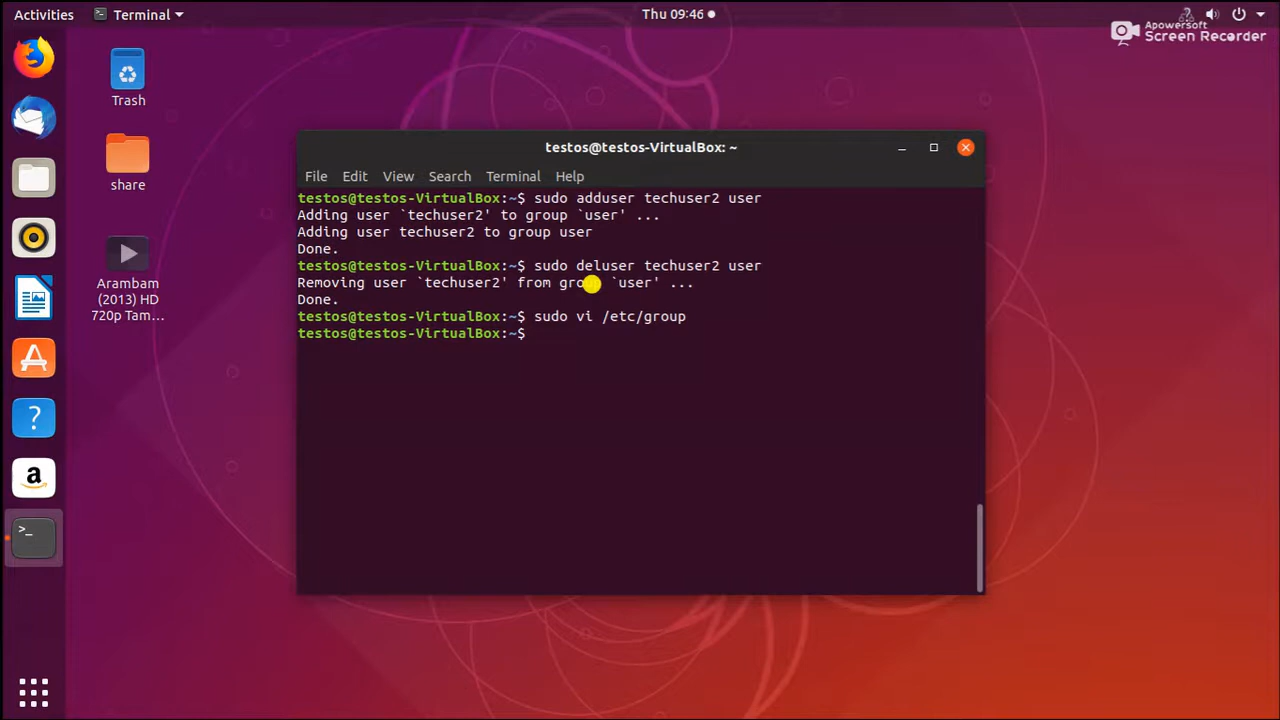 Activities
Terminal
Thu 09:46
Apowersoft
Screen Recorder
Trash
share
Arambam
(2013) HD
720p Tam...
testos@testos-VirtualBox: ~
File Edit View Search Terminal Help
testos@testos-VirtualBox:~$ sudo adduser techuser2 user
Adding user `techuser2' to group `user' ...
Adding user techuser2 to group user
Done.
testos@testos-VirtualBox:~$ sudo deluser techuser2 user
Removing user `techuser2' from group `user' ...
Done.
testos@testos-VirtualBox:~$ sudo vi /etc/group
testos@testos-VirtualBox:~$